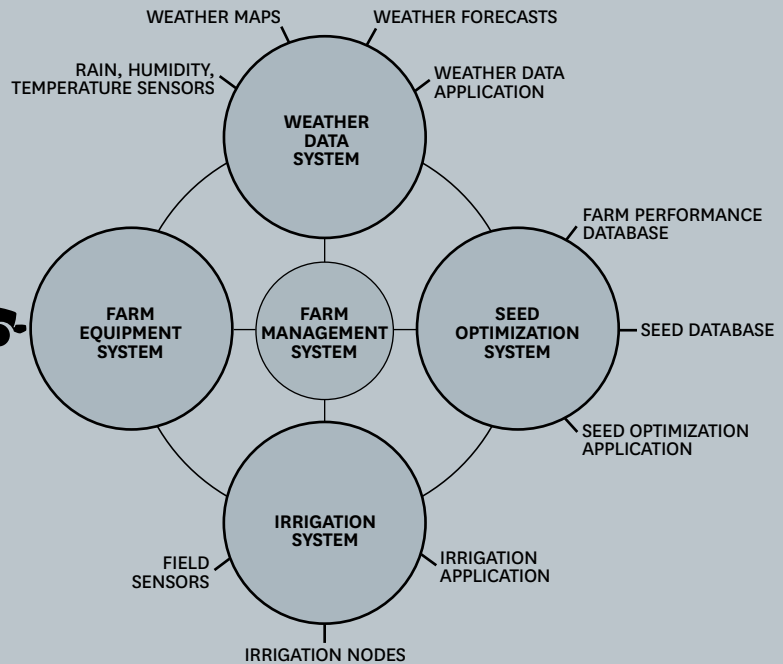 WEATHER MAPS
WEATHER FORECASTS
RAIN, HUMIDITY,
TEMPERATURE SENSORS
WEATHER DATA
APPLICATION
WEATHER
DATA
SYSTEM
FARM PERFORMANCE
DATABASE
FARM
EQUIPMENT
SYSTEM
FARM
MANAGEMENT
SYSTEM
SEED
OPTIMIZATION
SYSTEM
SEED DATABASE
SEED OPTIMIZATION
APPLICATION
IRRIGATION
SYSTEM
FIELD
SENSORS
IRRIGATION
APPLICATION
IRRIGATION NODES